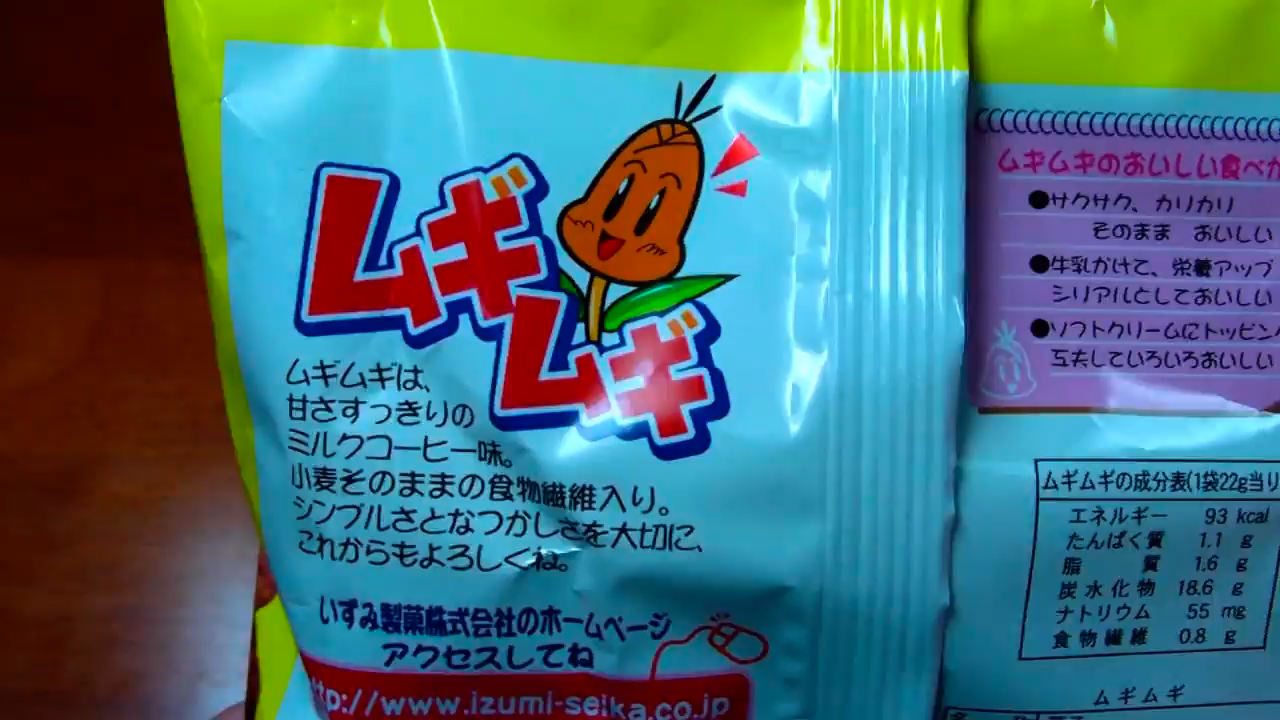 ムギ
ムギ
ムギムギは、
甘さすっきりの
ミルクコーヒー味。
小麦そのままの食物繊維入り。
シンプルさとなつかしさを大切に、
これからもよろしくね。
いずみ製菓株式会社のホームページ
アクセスしてね
tp://www.izumi-seika.co.jp
ムギムギのおいしい食べか
●サクサク、カリカリ
そのまま おいしい
●牛乳かけて、栄養アップ
シリアルとしておいしい
●ソフトクリームにトッピン
工夫していろいろおいしい
ムギムギの成分表(1袋22g当り
エネルギー 93 kcal
たんぱく質 1.1 g
脂質 1.6 g
炭水化物 18.6 g
ナトリウム 55 mg
食物繊維 0.8 g
ムギムギ